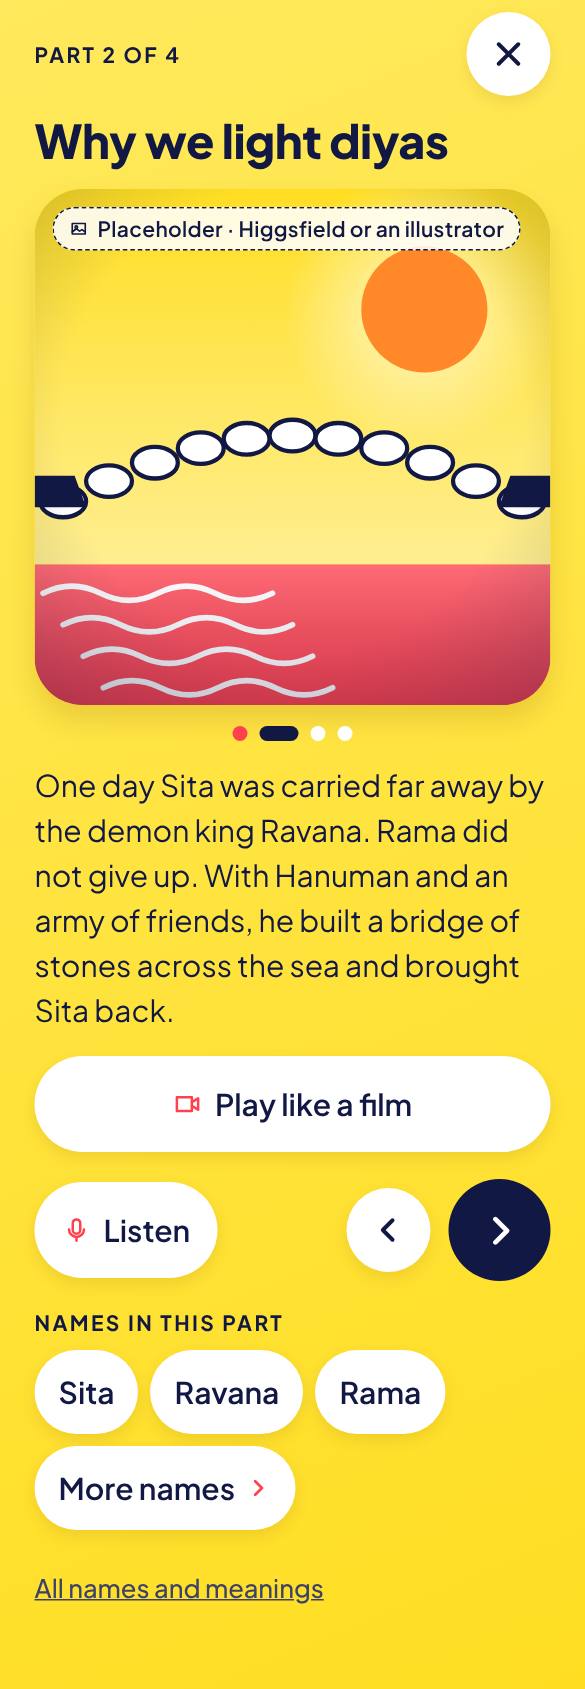 PART 2 OF 4
Why we light diyas
Placeholder · Higgsfield or an illustrator
One day Sita was carried far away by
the demon king Ravana. Rama did
not give up. With Hanuman and an
army of friends, he built a bridge of
stones across the sea and brought
Sita back.
Play like a film
Listen
NAMES IN THIS PART
Sita Ravana Rama
More names
All names and meanings